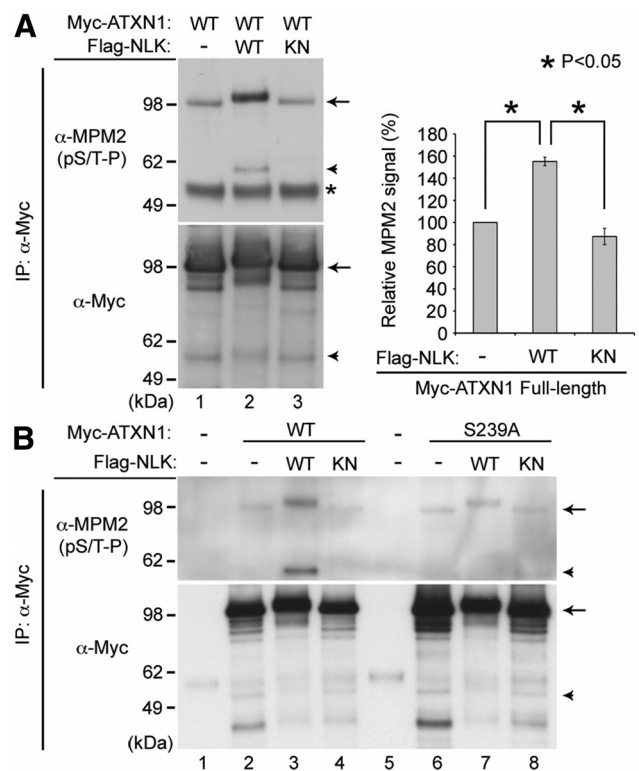 A
Myc-ATXN1: WT WT WT
Flag-NLK: - WT KN
IP: α-Myc
α-MPM2
(pS/T-P)
98
62
49
*
α-Myc
98
62
49
(kDa) 1 2 3
* P<0.05
* *
Relative MPM2 signal (%)
180
160
140
120
100
80
60
40
20
0
Flag-NLK: - WT KN
Myc-ATXN1 Full-length
B
Myc-ATXN1: - WT - S239A
Flag-NLK: - - WT KN - - WT KN
IP: α-Myc
α-MPM2
(pS/T-P)
98
62
α-Myc
98
62
49
(kDa)
1 2 3 4 5 6 7 8